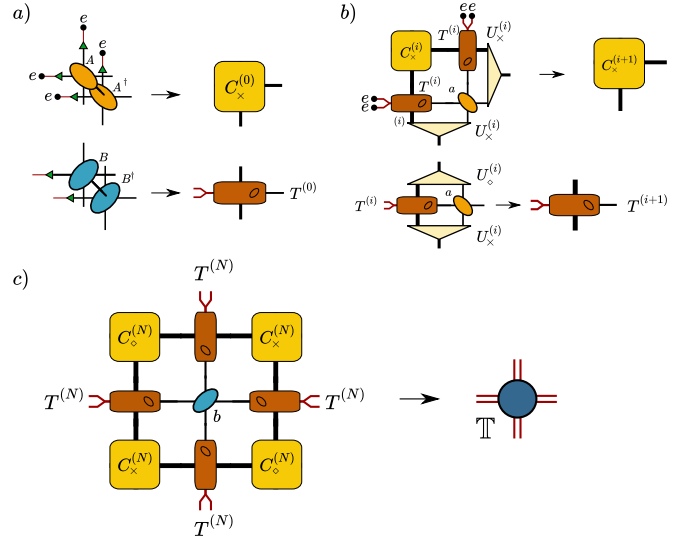 a)
e
e
e
e
A
A†
C×(0)
B
B†
T(0)
b)
e e
C×(i)
T(i)
U×(i)
T(i)
a
e
e
(i)
U×(i)
C×(i+1)
U⋄(i)
T(i)
a
U×(i)
T(i+1)
c)
T(N)
C⋄(N)
C×(N)
T(N)
b
T(N)
C×(N)
C⋄(N)
T(N)
𝕋